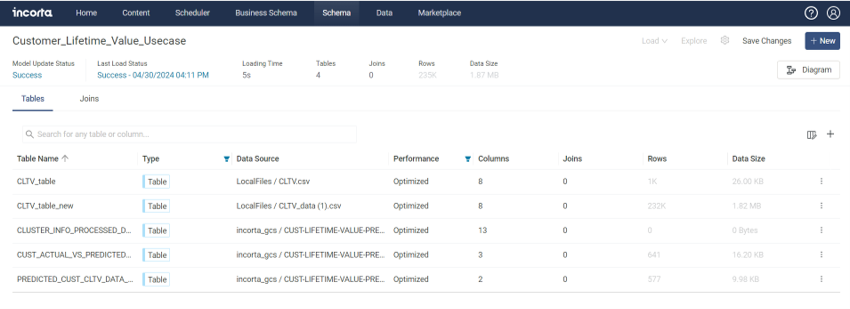 incorta Home Content Scheduler Business Schema Schema Data Marketplace
Customer_Lifetime_Value_Usecase Load Explore Save Changes + New
Model Update Status Last Load Status Loading Time Tables Joins Rows Data Size
Success Success - 04/30/2024 04:11 PM 5s 4 0 235K 1.87 MB Diagram
Tables Joins
Search for any table or column...
Table Name Type Data Source Performance Columns Joins Rows Data Size
CLTV_table Table LocalFiles / CLTV.csv Optimized 8 0 1K 26.00 KB
CLTV_table_new Table LocalFiles / CLTV_data (1).csv Optimized 8 0 232K 1.82 MB
CLUSTER_INFO_PROCESSED_D... Table incorta_gcs / CUST-LIFETIME-VALUE-PRE... Optimized 13 0 0 0 Bytes
CUST_ACTUAL_VS_PREDICTED... Table incorta_gcs / CUST-LIFETIME-VALUE-PRE... Optimized 3 0 641 16.20 KB
PREDICTED_CUST_CLTV_DATA_... Table incorta_gcs / CUST-LIFETIME-VALUE-PRE... Optimized 2 0 577 9.98 KB